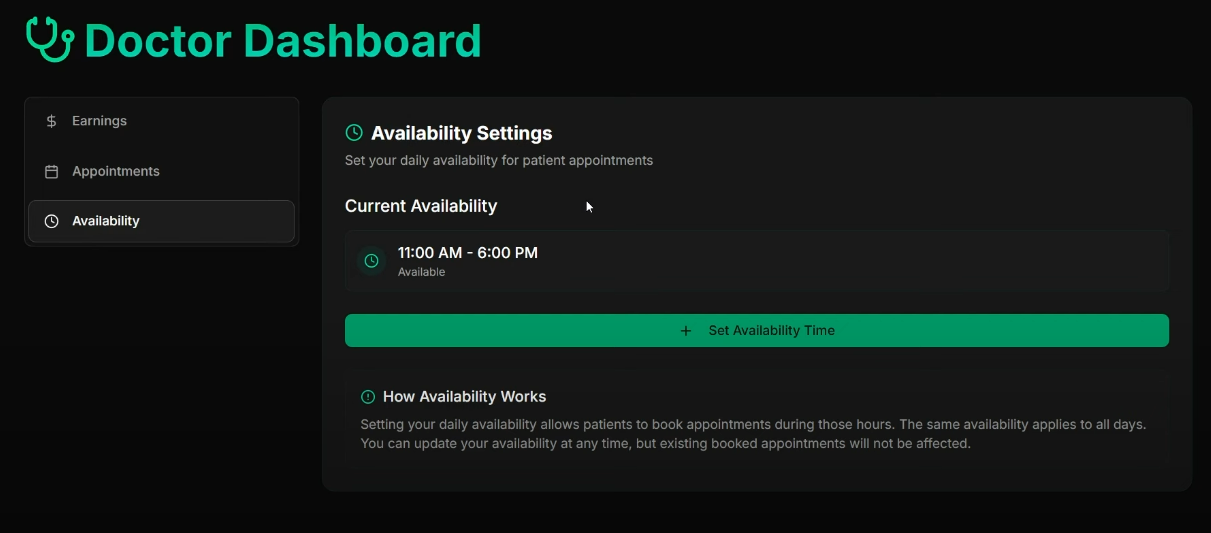 Doctor Dashboard
Earnings
Appointments
Availability
Availability Settings
Set your daily availability for patient appointments
Current Availability
11:00 AM - 6:00 PM
Available
+ Set Availability Time
How Availability Works
Setting your daily availability allows patients to book appointments during those hours. The same availability applies to all days.
You can update your availability at any time, but existing booked appointments will not be affected.